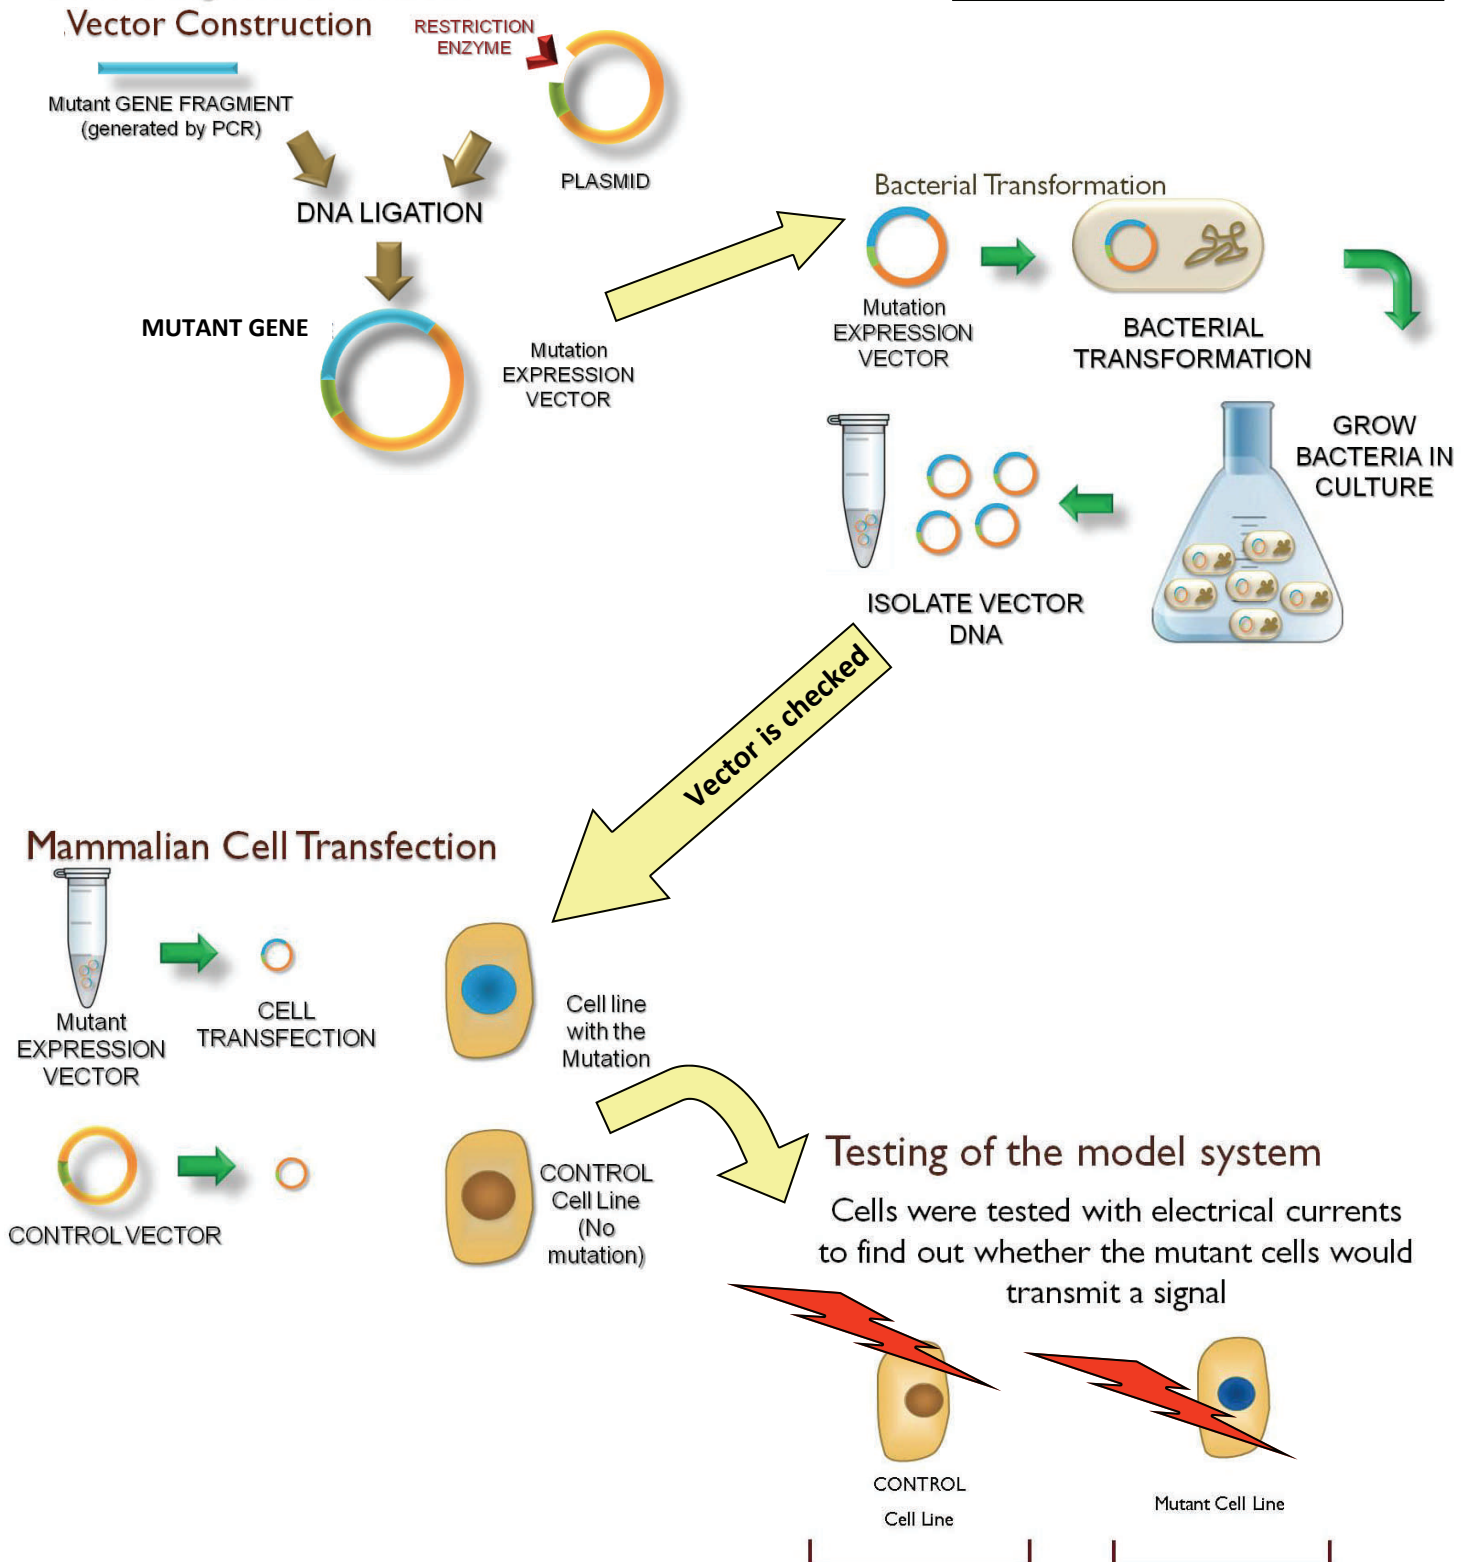 Vector Construction
RESTRICTION
ENZYME
Mutant GENE FRAGMENT
(generated by PCR)
PLASMID
DNA LIGATION
MUTANT GENE
Mutation
EXPRESSION
VECTOR
Bacterial Transformation
Mutation
EXPRESSION
VECTOR
BACTERIAL
TRANSFORMATION
GROW
BACTERIA IN
CULTURE
ISOLATE VECTOR
DNA
Vector is checked
Mammalian Cell Transfection
Mutant
EXPRESSION
VECTOR
CELL
TRANSFECTION
Cell line
with the
Mutation
CONTROL VECTOR
CONTROL
Cell Line
(No
mutation)
Testing of the model system
Cells were tested with electrical currents
to find out whether the mutant cells would
transmit a signal
CONTROL
Cell Line
Mutant Cell Line